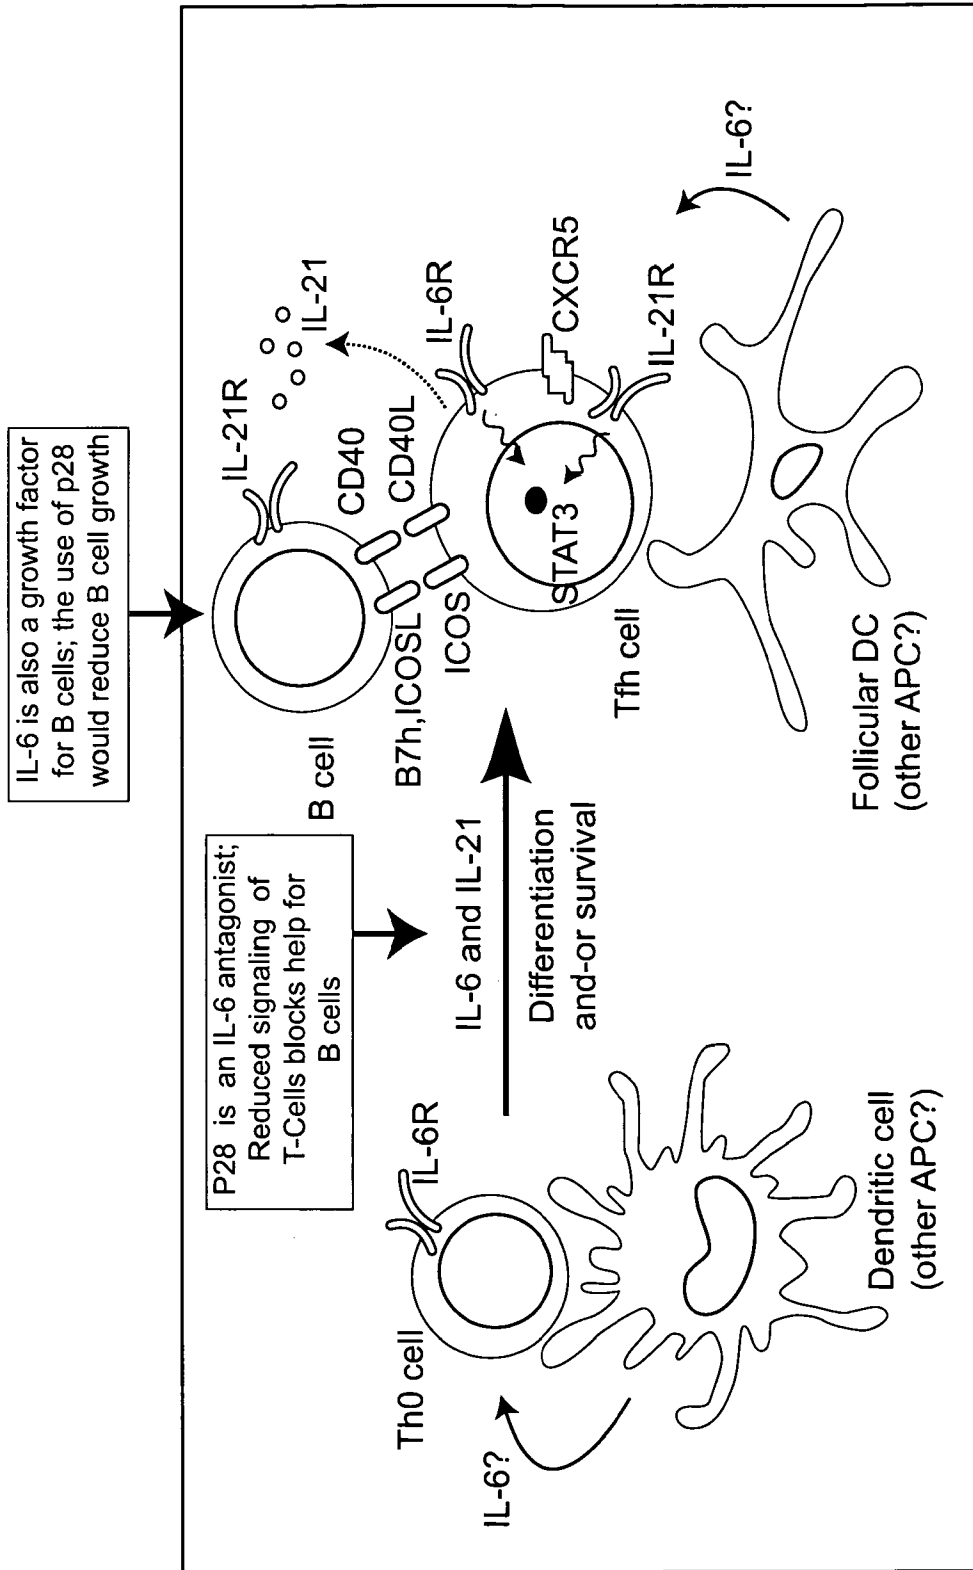 IL-6 is also a growth factor
for B cells; the use of p28
would reduce B cell growth
P28 is an IL-6 antagonist;
Reduced signaling of
T-Cells blocks help for
B cells
IL-6?
Th0 cell
IL-6R
Dendritic cell
(other APC?)
IL-6 and IL-21
Differentiation
and-or survival
B cell
IL-21R
IL-21
B7h,ICOSL
CD40
ICOS
CD40L
IL-6R
STAT3
CXCR5
IL-21R
Tfh cell
IL-6?
Follicular DC
(other APC?)